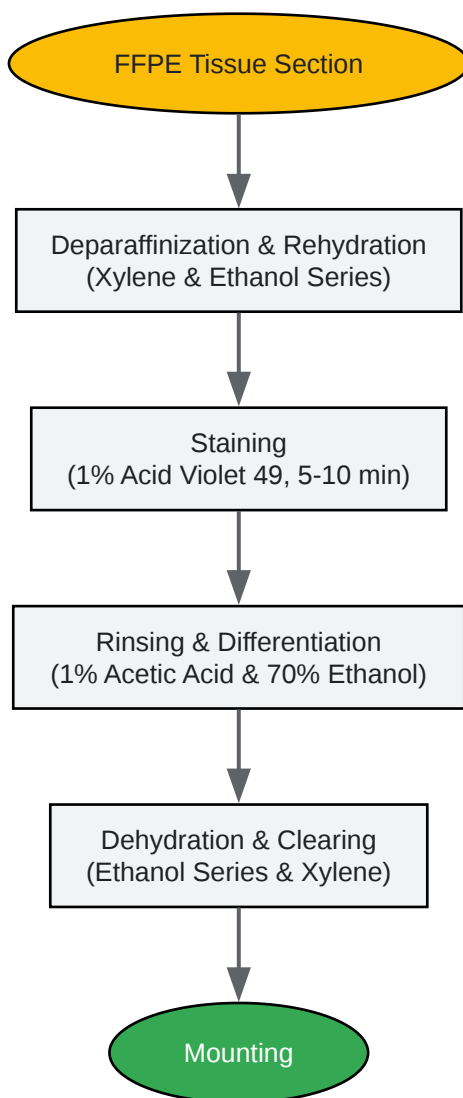 FFPE Tissue Section
Deparaffinization & Rehydration
(Xylene & Ethanol Series)
Staining
(1% Acid Violet 49, 5-10 min)
Rinsing & Differentiation
(1% Acetic Acid & 70% Ethanol)
Dehydration & Clearing
(Ethanol Series & Xylene)
Mounting